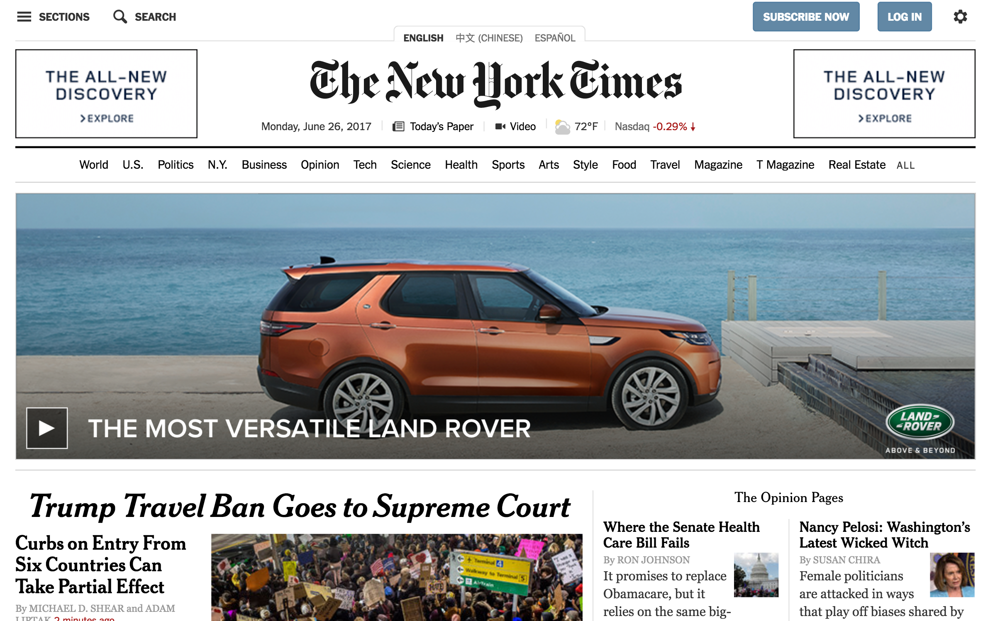 SECTIONS
SEARCH
SUBSCRIBE NOW
LOG IN
ENGLISH
中文 (CHINESE)
ESPAÑOL
THE ALL-NEW
DISCOVERY
>EXPLORE
The New York Times
THE ALL-NEW
DISCOVERY
>EXPLORE
Monday, June 26, 2017
Today's Paper
Video
72°F
Nasdaq -0.29%
World U.S. Politics N.Y. Business Opinion Tech Science Health Sports Arts Style Food Travel Magazine T Magazine Real Estate ALL
THE MOST VERSATILE LAND ROVER
LAND-
-ROVER
ABOVE & BEYOND
Trump Travel Ban Goes to Supreme Court
Curbs on Entry From
Six Countries Can
Take Partial Effect
By MICHAEL D. SHEAR and ADAM
LIPTAK 2 minutes ago
Terminal 4
Walkway to Terminal 5
AirTrain
The Opinion Pages
Where the Senate Health
Care Bill Fails
By RON JOHNSON
It promises to replace
Obamacare, but it
relies on the same big-
Nancy Pelosi: Washington's
Latest Wicked Witch
By SUSAN CHIRA
Female politicians
are attacked in ways
that play off biases shared by